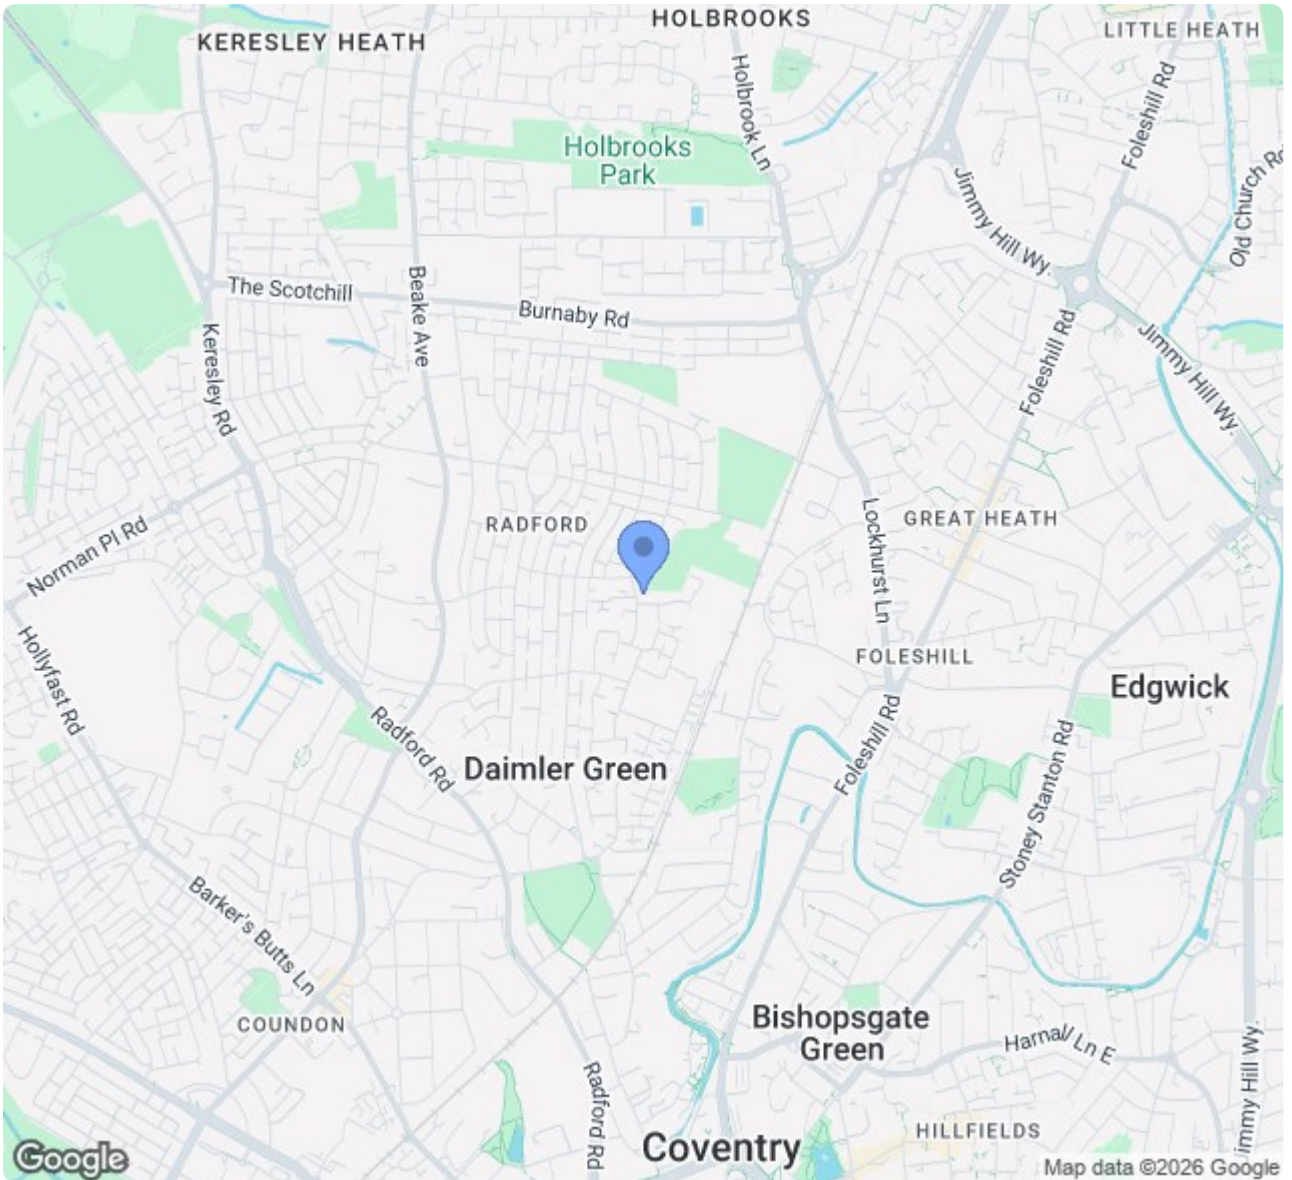 HOLBROOKS
LITTLE HEATH
KERESLEY HEATH
Holbrook Ln
Foleshill Rd
Holbrooks
Park
Old Church Rd
Jimmy Hill Wy.
The Scotchill
Beake Ave
Burnaby Rd
Keresley Rd
Foleshill Rd
Jimmy Hill Wy.
RADFORD
Lockhurst Ln
GREAT HEATH
Norman Pl Rd
Hollyfast Rd
FOLESHILL
Edgwick
Radford Rd
Foleshill Rd
Daimler Green
Stoney Stanton Rd
Barker's Butts Ln
COUNDON
Bishopsgate
Green
Harnal Ln E
Jimmy Hill Wy.
Radford Rd
HILLFIELDS
Coventry
Google
Map data ©2026 Google